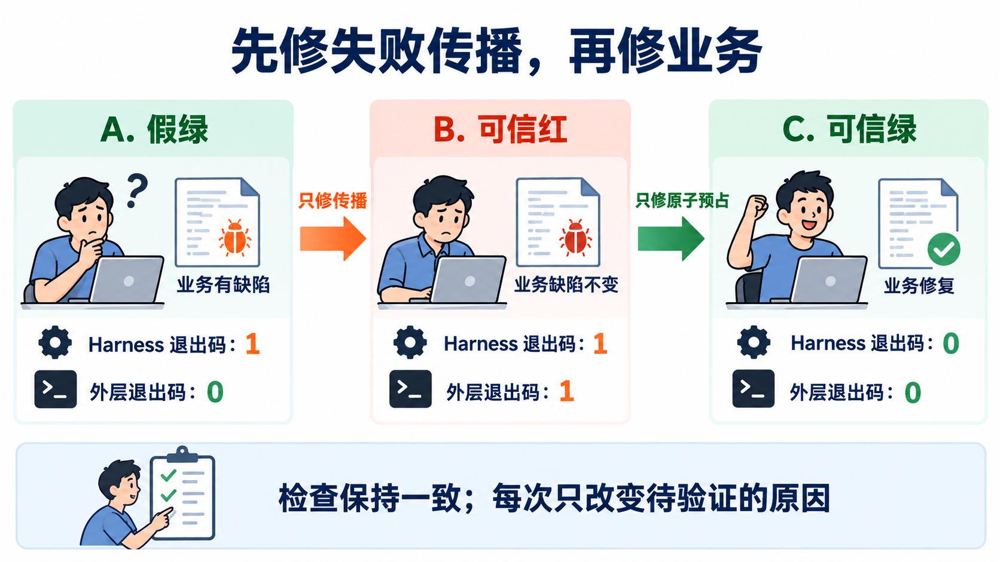 先修失败传播，再修业务
A. 假绿
?
业务有缺陷
Harness 退出码：1
外层退出码：0
只修传播
B. 可信红
业务缺陷不变
Harness 退出码：1
外层退出码：1
只修原子预占
C. 可信绿
业务修复
Harness 退出码：0
外层退出码：0
检查保持一致；每次只改变待验证的原因